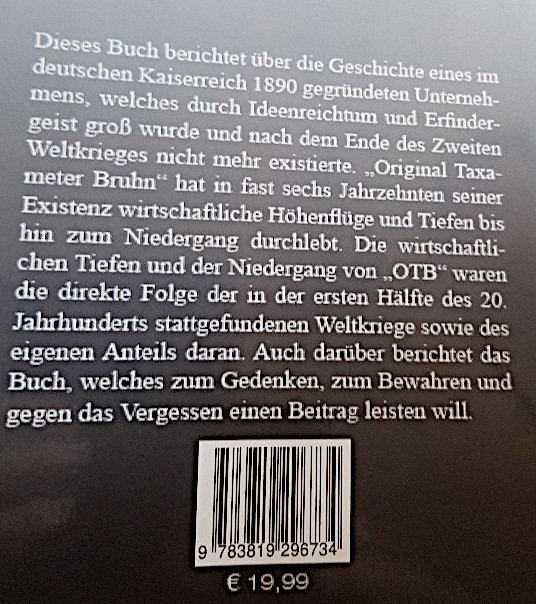 Dieses Buch berichtet über die Geschichte eines im
deutschen Kaiserreich 1890 gegründeten Unterneh-
mens, welches durch Ideenreichtum und Erfinder-
geist groß wurde und nach dem Ende des Zweiten
Weltkrieges nicht mehr existierte. „Original Taxa-
meter Bruhn“ hat in fast sechs Jahrzehnten seiner
Existenz wirtschaftliche Höhenflüge und Tiefen bis
hin zum Niedergang durchlebt. Die wirtschaftli-
chen Tiefen und der Niedergang von „OTB“ waren
die direkte Folge der in der ersten Hälfte des 20.
Jahrhunderts stattgefundenen Weltkriege sowie des
eigenen Anteils daran. Auch darüber berichtet das
Buch, welches zum Gedenken, zum Bewahren und
gegen das Vergessen einen Beitrag leisten will.
9 783819 296734
€ 19,99